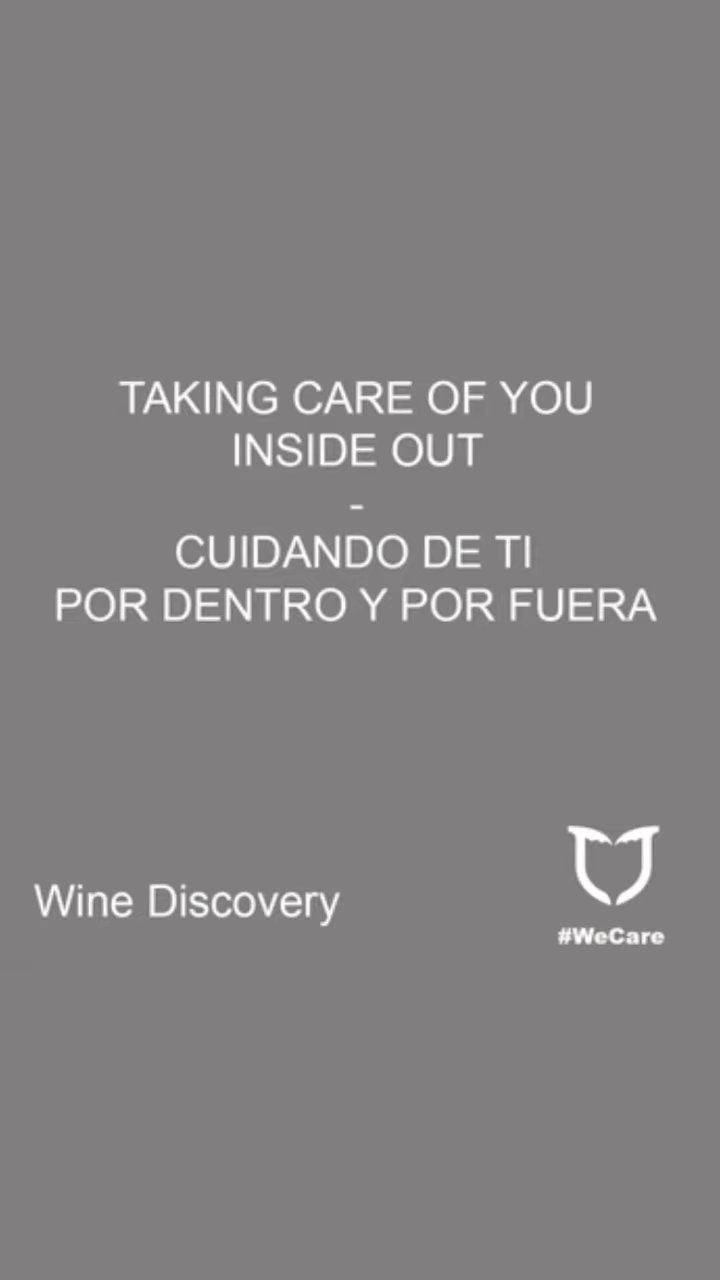 TAKING CARE OF YOU
INSIDE OUT
-
CUIDANDO DE TI
POR DENTRO Y POR FUERA
Wine Discovery
#WeCare